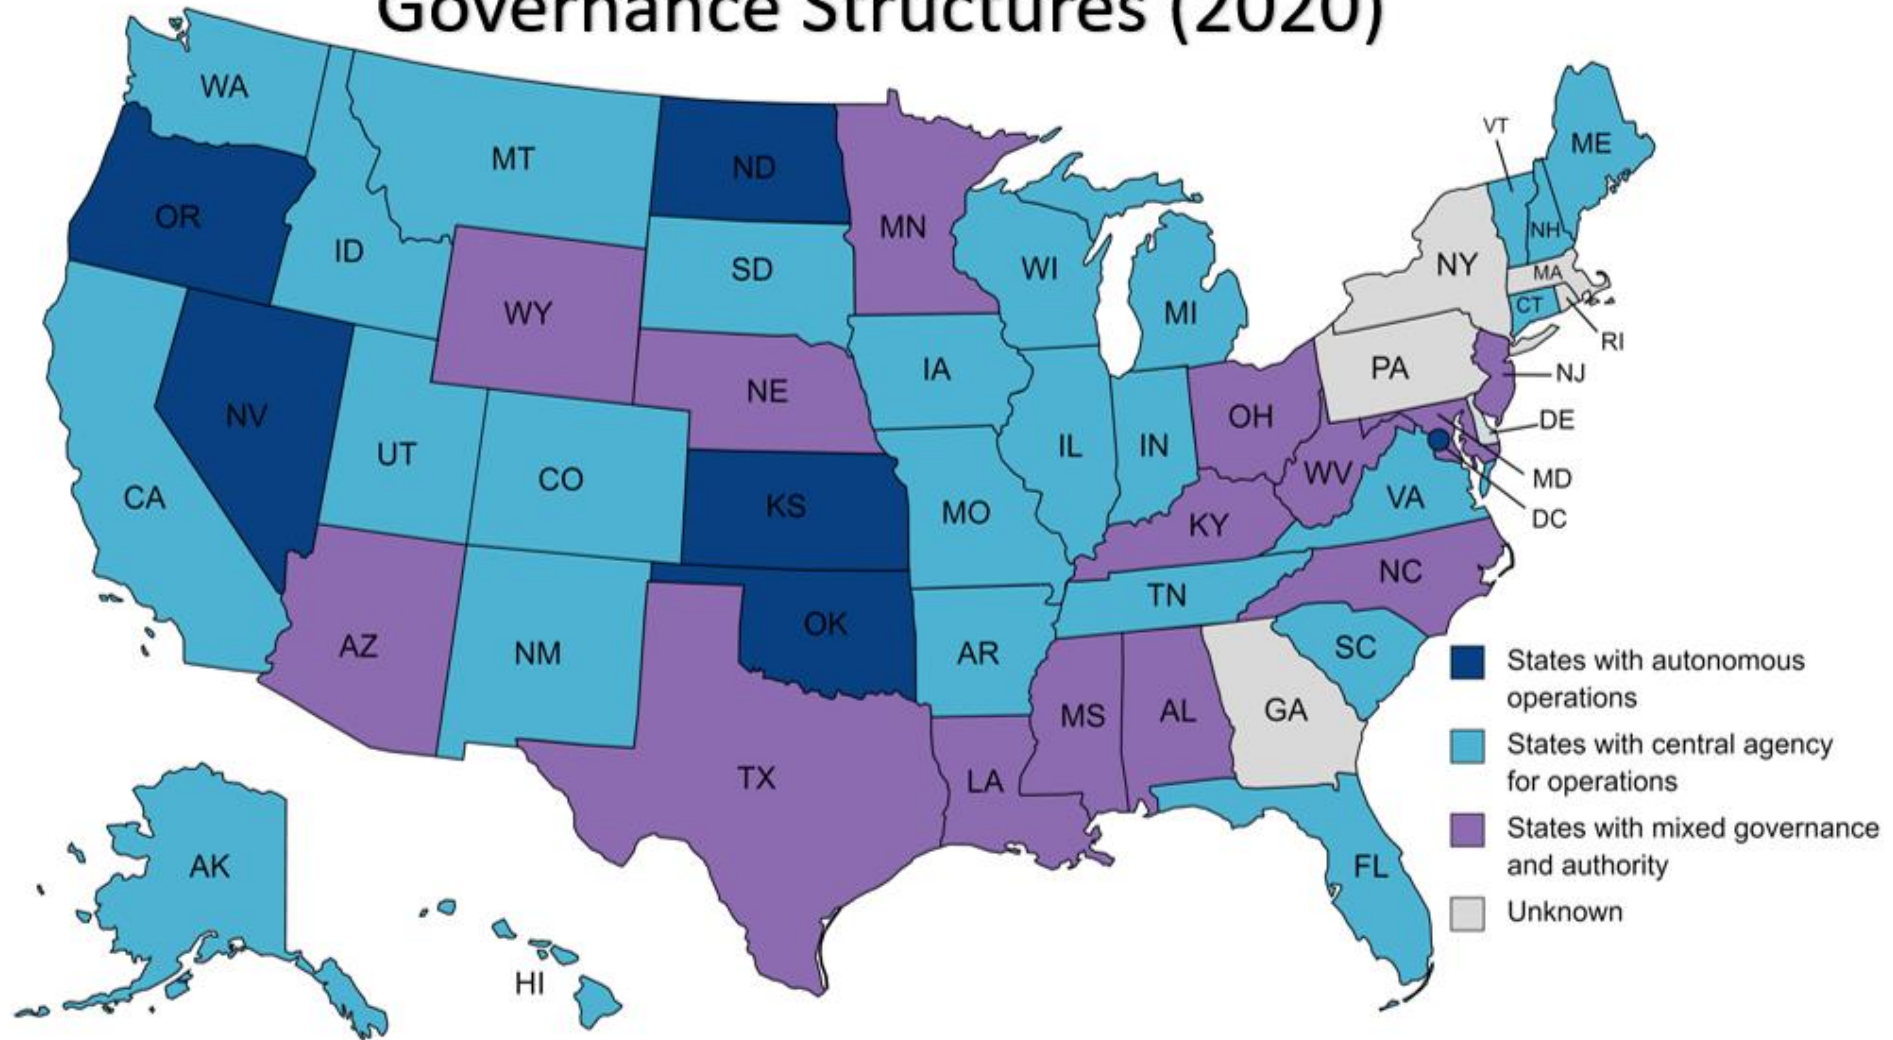 Governance Structures (2020)
WA
MT
ND
MN
VT
ME
OR
ID
SD
WI
MI
NY
NH
MA
CT
RI
WY
NE
IA
PA
NJ
NV
UT
CO
KS
MO
IL
IN
OH
WV
VA
DE
MD
DC
CA
AZ
NM
OK
AR
KY
TN
NC
SC
TX
LA
MS
AL
GA
FL
AK
HI
States with autonomous
operations
States with central agency
for operations
States with mixed governance
and authority
Unknown